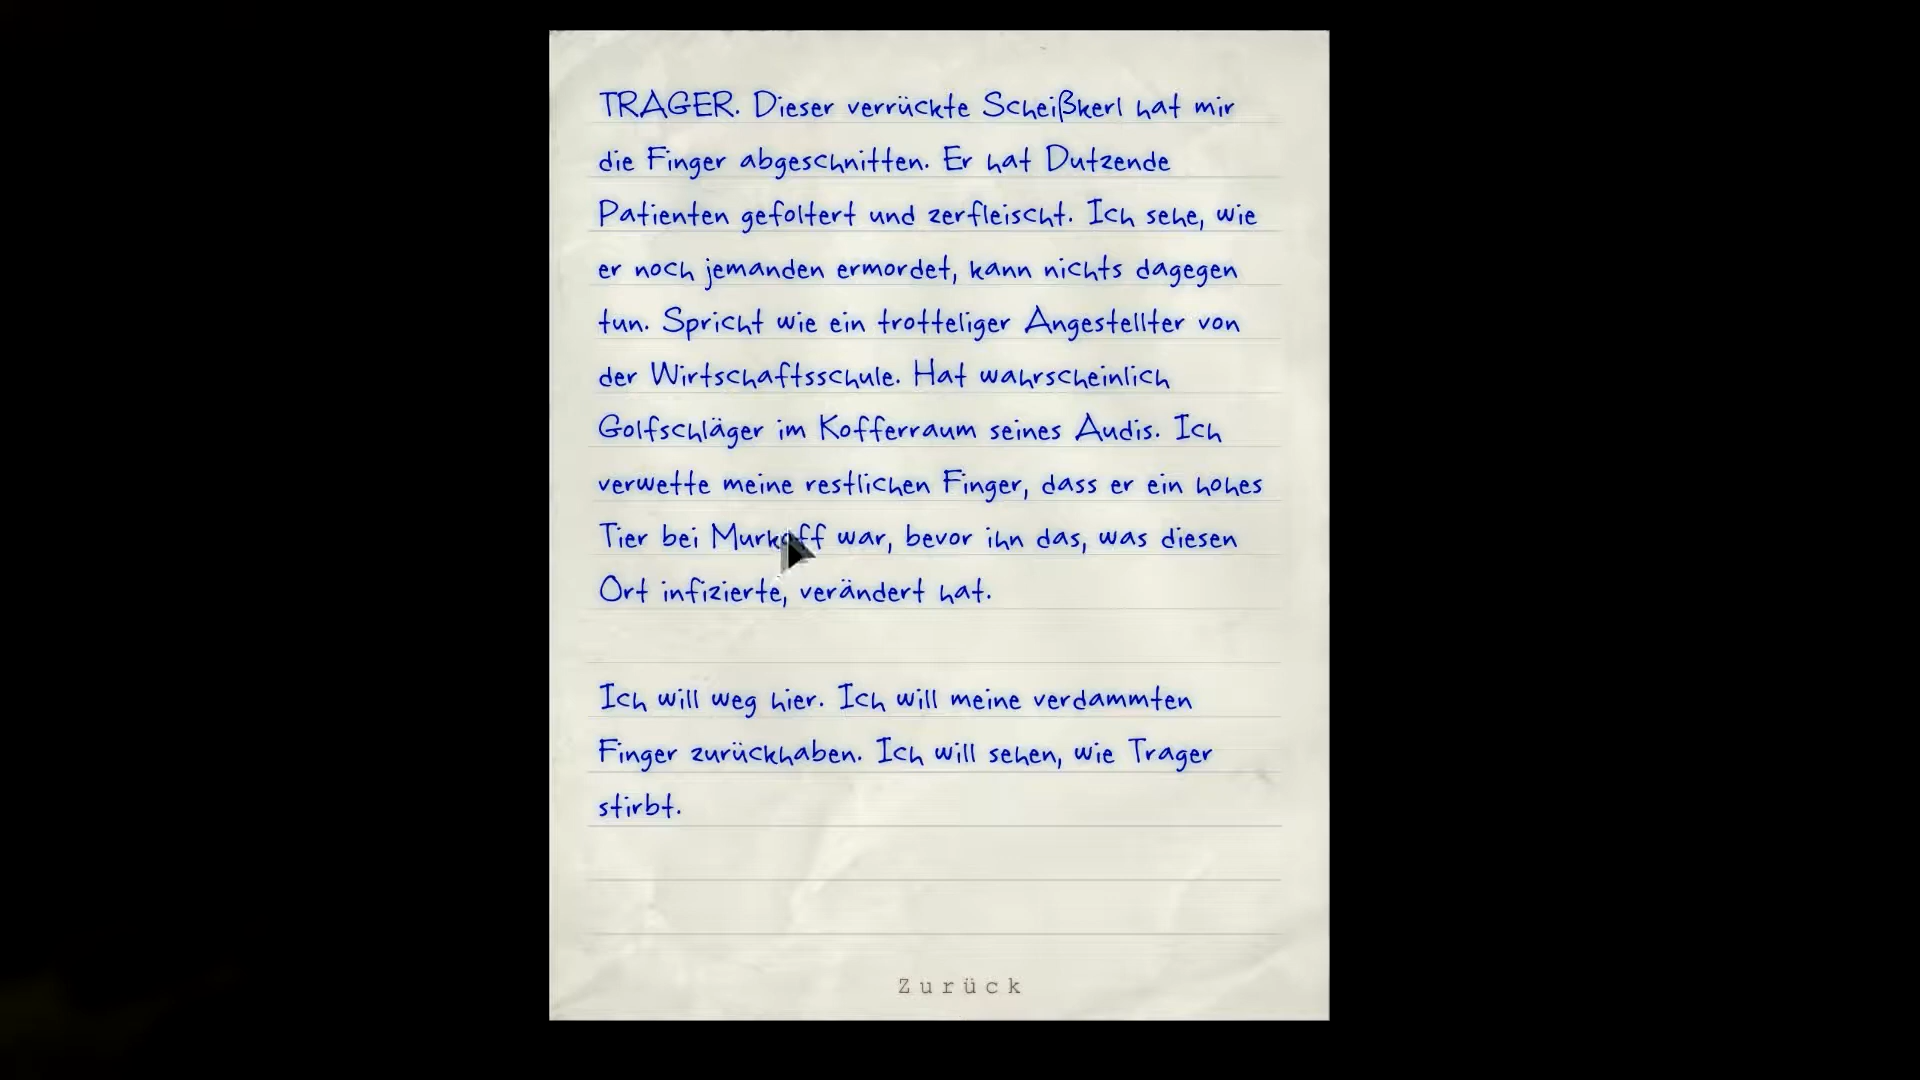 TRAGER. Dieser verrückte Scheißkerl hat mir
die Finger abgeschnitten. Er hat Dutzende
Patienten gefoltert und zerfleischt. Ich sehe, wie
er noch jemanden ermordet, kann nichts dagegen
tun. Spricht wie ein trotteliger Angestellter von
der Wirtschaftsschule. Hat wahrscheinlich
Golfschläger im Kofferraum seines Audis. Ich
verwette meine restlichen Finger, dass er ein hohes
Tier bei Murkoff war, bevor ihn das, was diesen
Ort infizierte, verändert hat.
Ich will weg hier. Ich will meine verdammten
Finger zurückhaben. Ich will sehen, wie Trager
stirbt.
Zurück